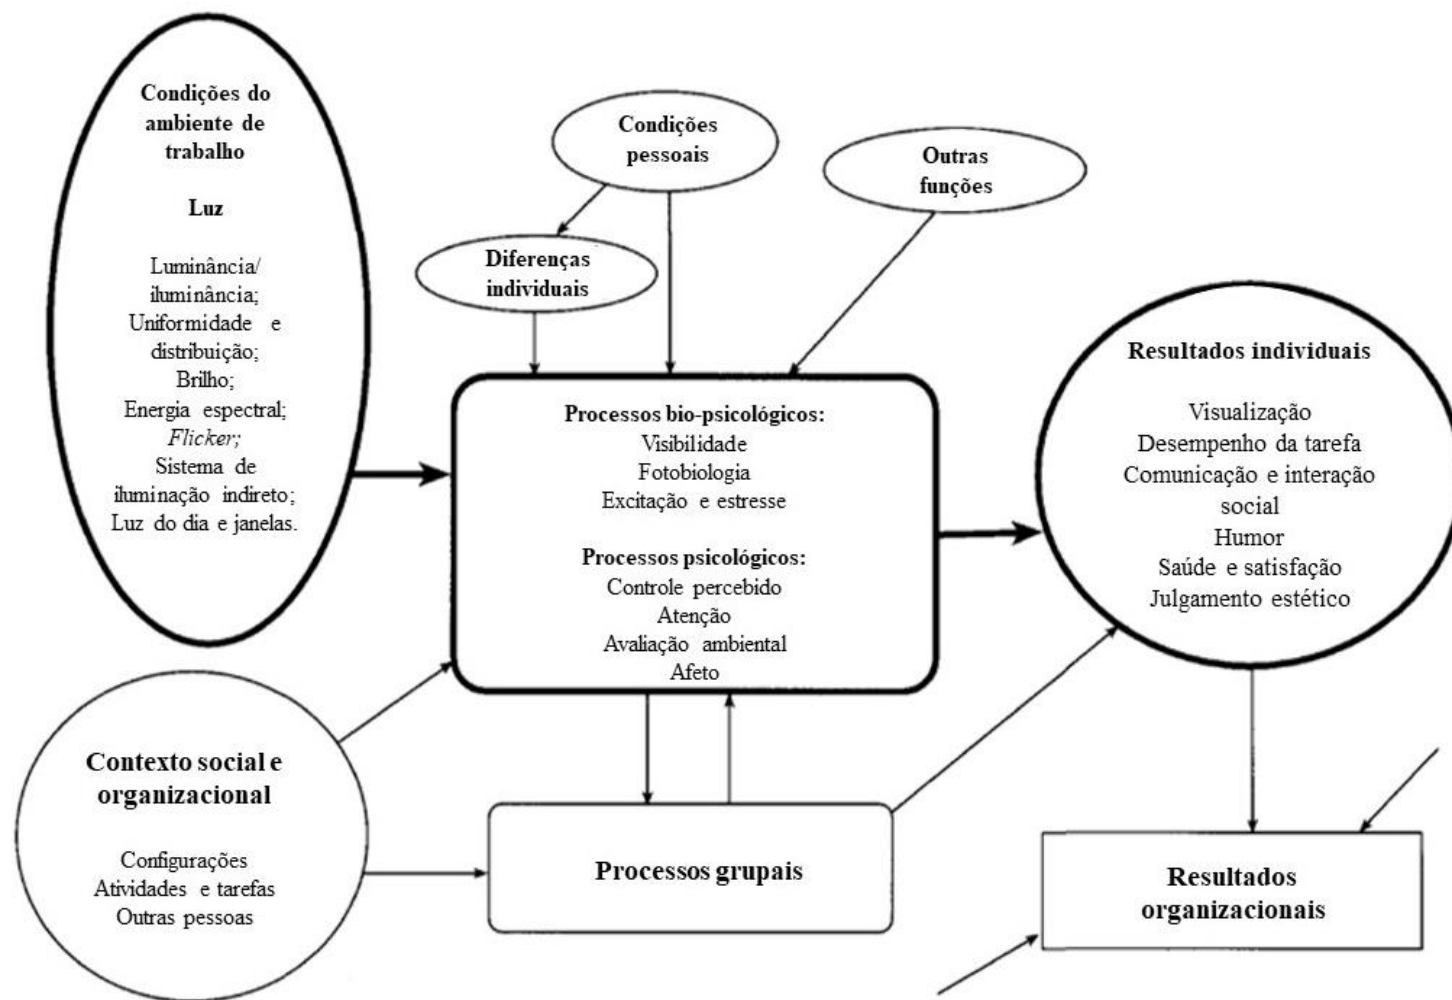 Condições do
ambiente de
trabalho
Luz
Luminância/
iluminância;
Uniformidade e
distribuição;
Brilho;
Energia espectral;
Flicker;
Sistema de
iluminação indireto;
Luz do dia e janelas.
Condições
pessoais
Outras
funções
Diferenças
individuais
Processos bio-psicológicos:
Visibilidade
Fotobiologia
Excitação e estresse
Processos psicológicos:
Controle percebido
Atenção
Avaliação ambiental
Afeto
Resultados individuais
Visualização
Desempenho da tarefa
Comunicação e interação
social
Humor
Saúde e satisfação
Julgamento estético
Contexto social e
organizacional
Configurações
Atividades e tarefas
Outras pessoas
Processos grupais
Resultados
organizacionais